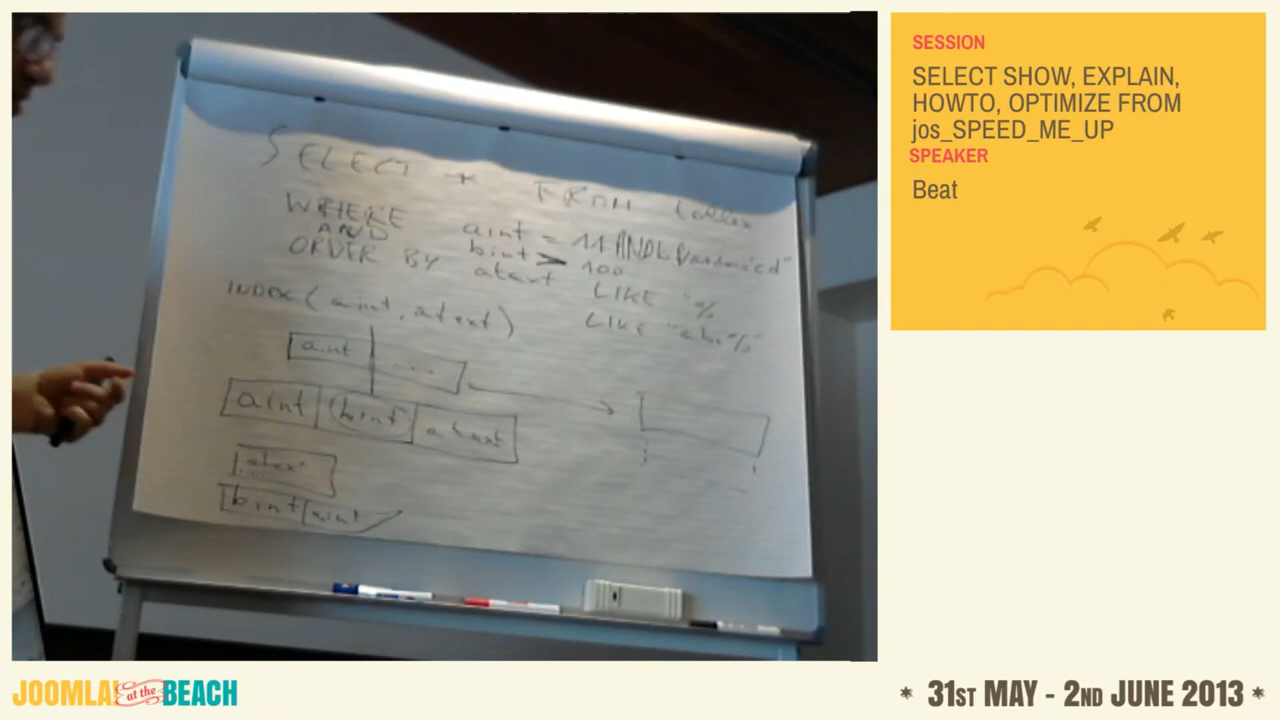 SELECT * FROM
WHERE aint = 11 AND
AND bint > 100
ORDER BY atext LIKE "%
INDEX (aint, atext) LIKE "abc%"
aint ...
aint bint atext
bint aint
SESSION
SELECT SHOW, EXPLAIN,
HOWTO, OPTIMIZE FROM
jos_SPEED_ME_UP
SPEAKER
Beat
JOOMLA! at the BEACH
* 31ST MAY - 2ND JUNE 2013 *